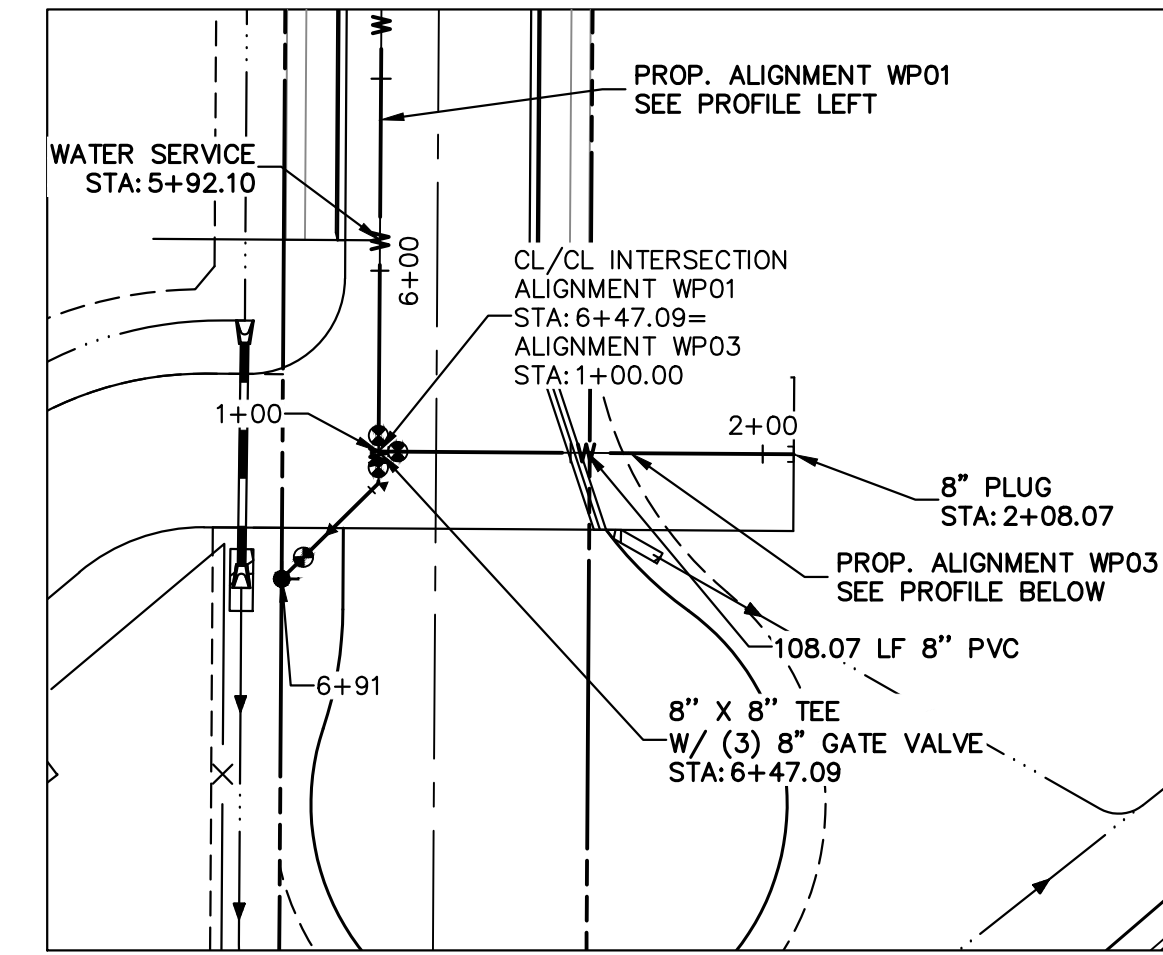 PROP. ALIGNMENT WP01
SEE PROFILE LEFT
WATER SERVICE
STA: 5+92.10
6+00
CL/CL INTERSECTION
ALIGNMENT WP01
STA: 6+47.09=
ALIGNMENT WP03
STA: 1+00.00
1+00
2+00
8" PLUG
STA: 2+08.07
PROP. ALIGNMENT WP03
SEE PROFILE BELOW
108.07 LF 8" PVC
6+91
8" X 8" TEE
W/ (3) 8" GATE VALVE
STA: 6+47.09
W
W
W